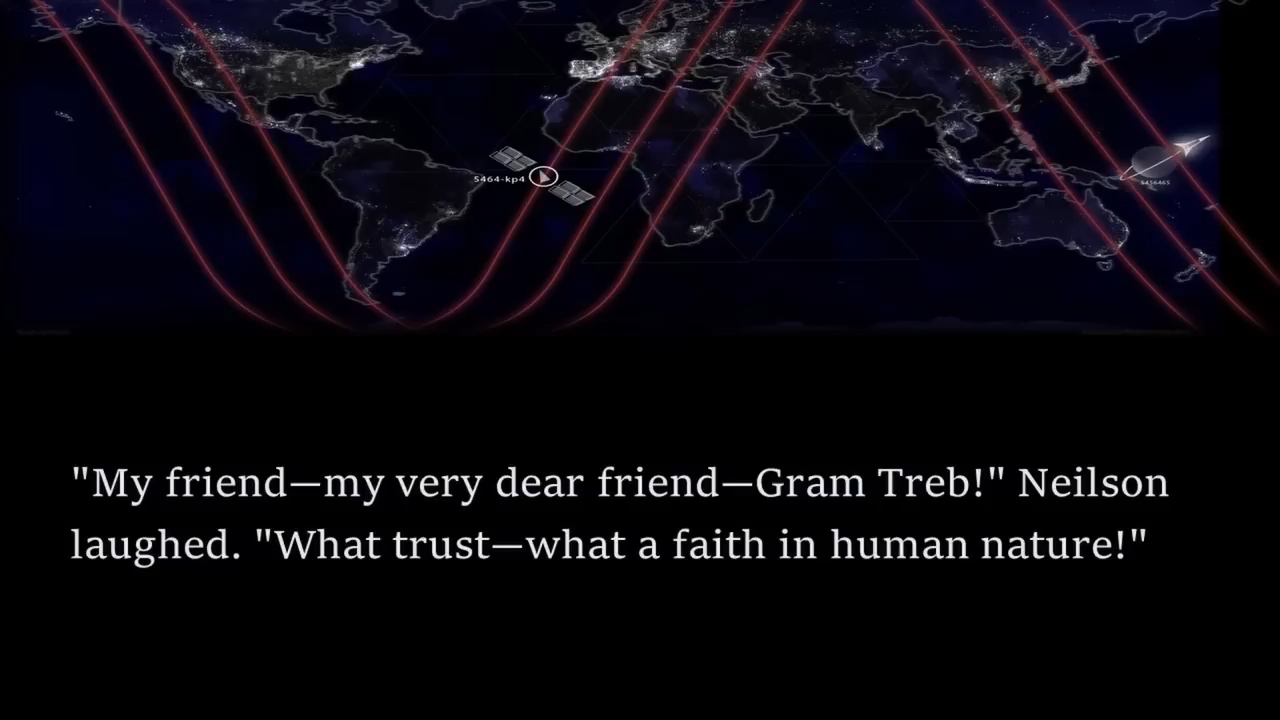 5464-kp4
5456465
"My friend—my very dear friend—Gram Treb!" Neilson
laughed. "What trust—what a faith in human nature!"